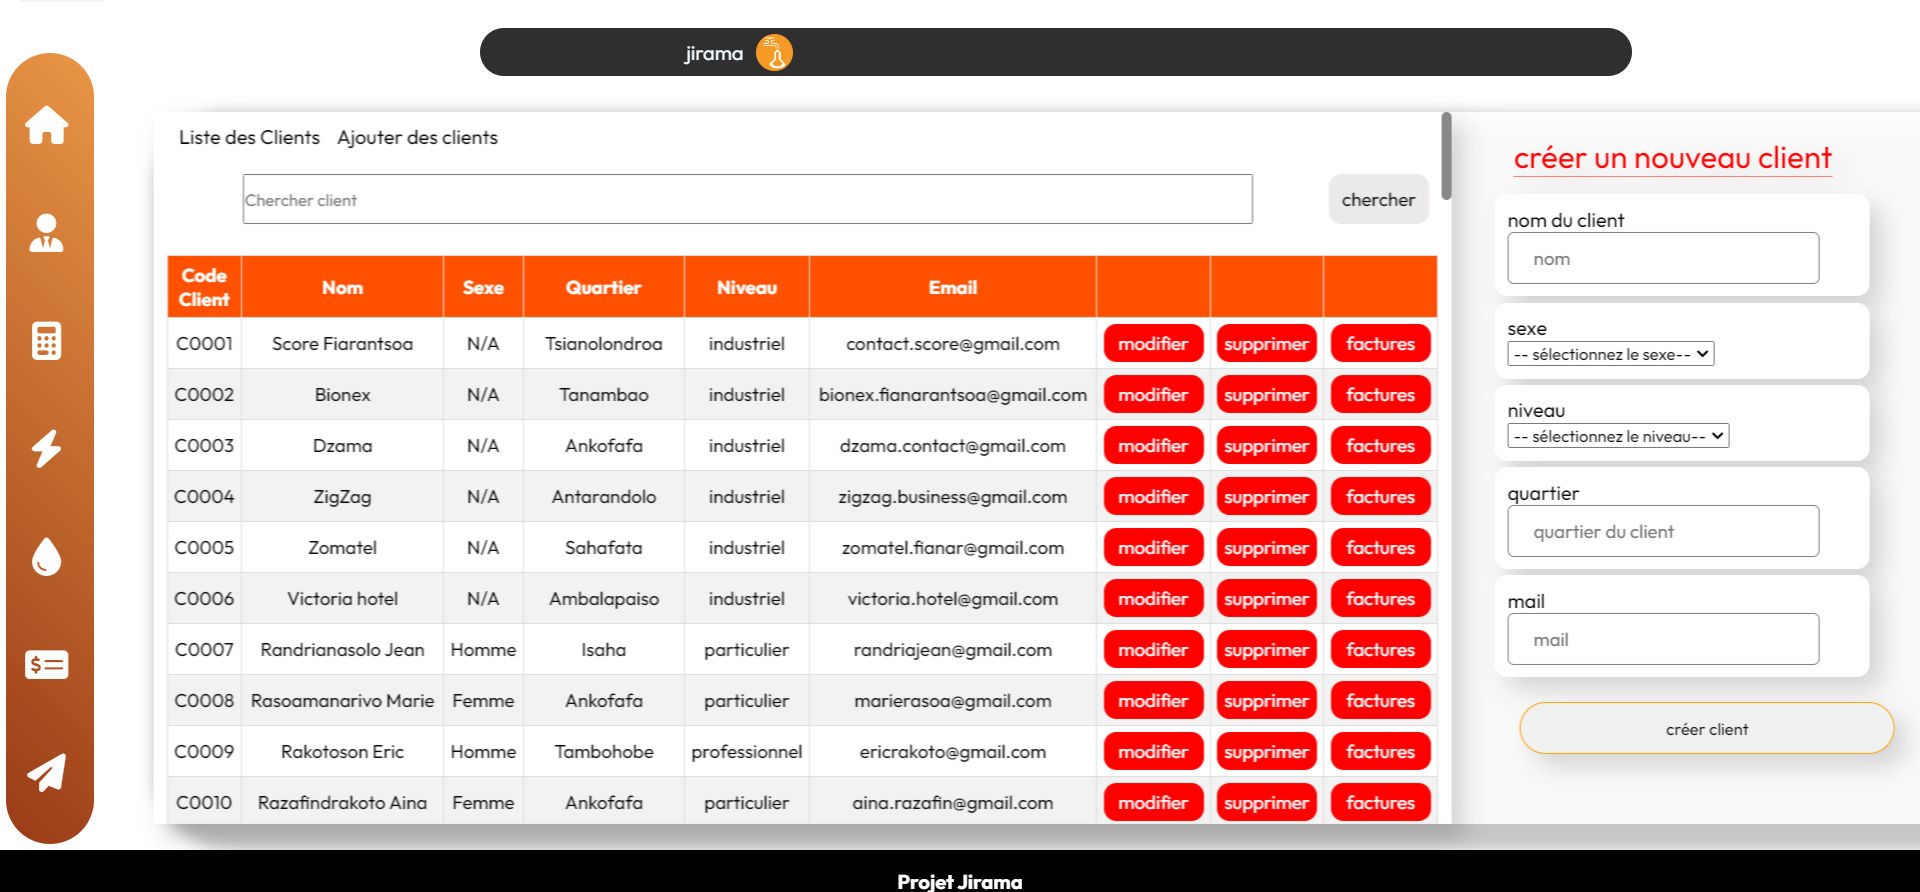 jirama
Liste des Clients Ajouter des clients
Chercher client
chercher
Code Client Nom Sexe Quartier Niveau Email
C0001 Score Fiarantsoa N/A Tsianolondroa industriel contact.score@gmail.com modifier supprimer factures
C0002 Bionex N/A Tanambao industriel bionex.fianarantsoa@gmail.com modifier supprimer factures
C0003 Dzama N/A Ankofafa industriel dzama.contact@gmail.com modifier supprimer factures
C0004 ZigZag N/A Antarandolo industriel zigzag.business@gmail.com modifier supprimer factures
C0005 Zomatel N/A Sahafata industriel zomatel.fianar@gmail.com modifier supprimer factures
C0006 Victoria hotel N/A Ambalapaiso industriel victoria.hotel@gmail.com modifier supprimer factures
C0007 Randrianasolo Jean Homme Isaha particulier randriajean@gmail.com modifier supprimer factures
C0008 Rasoamanarivo Marie Femme Ankofafa particulier marierasoa@gmail.com modifier supprimer factures
C0009 Rakotoson Eric Homme Tambohobe professionnel ericrakoto@gmail.com modifier supprimer factures
C0010 Razafindrakoto Aina Femme Ankofafa particulier aina.razafin@gmail.com modifier supprimer factures
créer un nouveau client
nom du client
nom
sexe
-- sélectionnez le sexe--
niveau
-- sélectionnez le niveau--
quartier
quartier du client
mail
mail
créer client
Projet Jirama